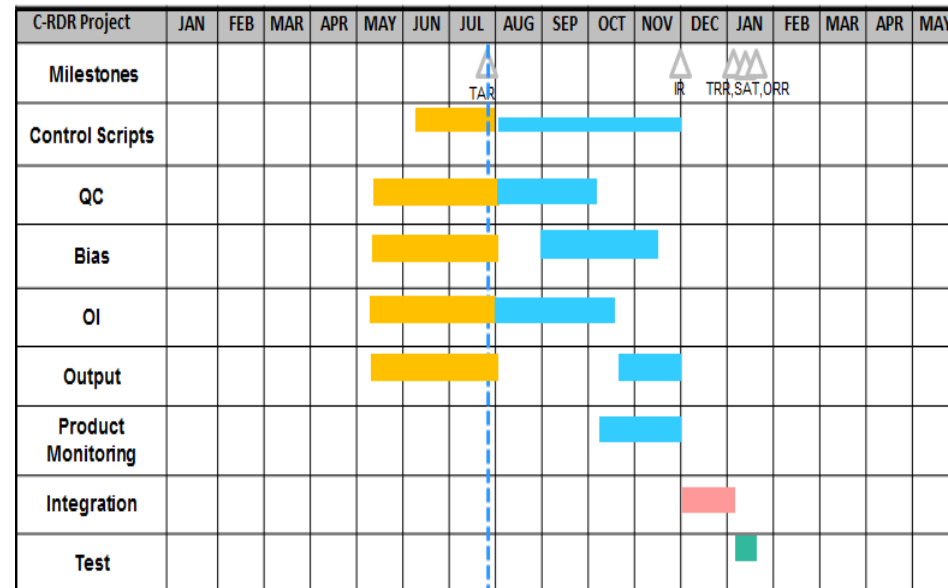 C-RDR Project JAN FEB MAR APR MAY JUN JUL AUG SEP OCT NOV DEC JAN FEB MAR APR MAY
Milestones
TAR IR TRR,SAT,ORR
Control Scripts
QC
Bias
OI
Output
Product
Monitoring
Integration
Test